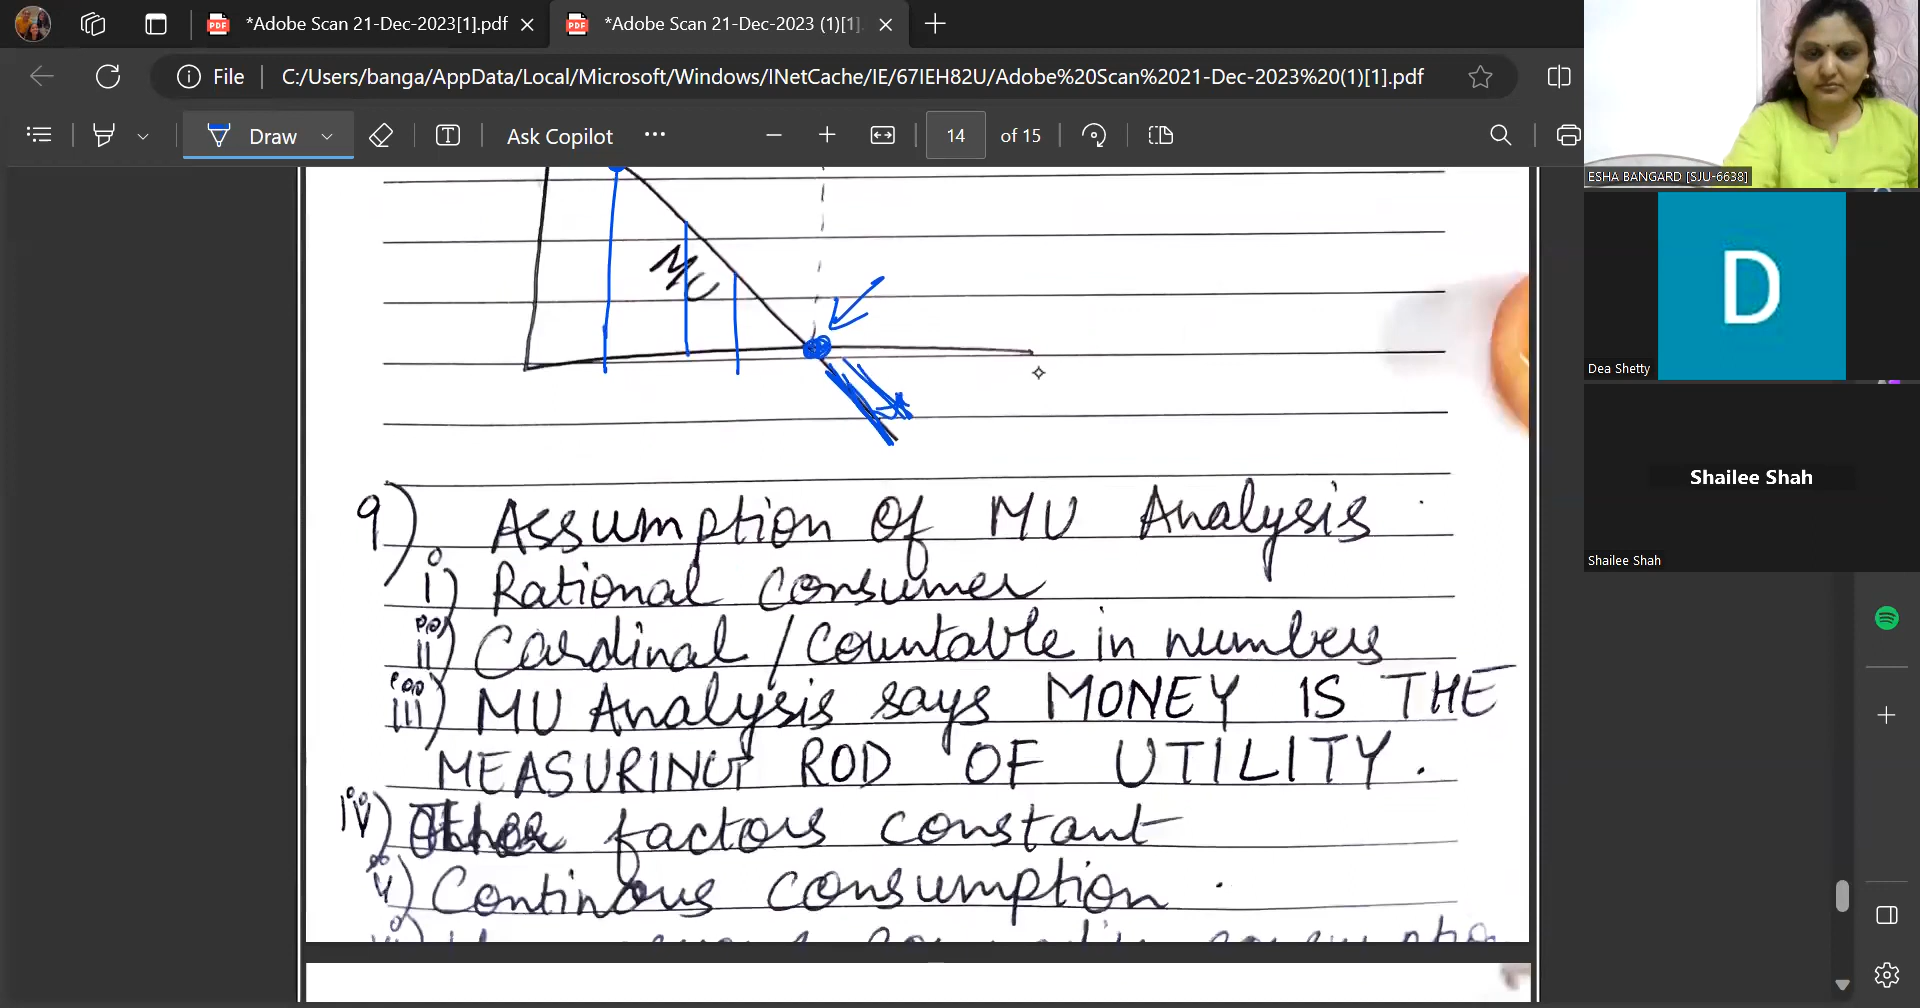 *Adobe Scan 21-Dec-2023[1].pdf
*Adobe Scan 21-Dec-2023 (1)[1].
File
C:/Users/banga/AppData/Local/Microsoft/Windows/INetCache/IE/67IEH82U/Adobe%20Scan%2021-Dec-2023%20(1)[1].pdf
Draw
Ask Copilot
14 of 15
ESHA BANGARD [SJU-6638]
D
Dea Shetty
Shailee Shah
Shailee Shah
MU
9). Assumption of MU Analysis
i) Rational consumer
ii) Cardinal / Countable in numbers
iii) MU Analysis says MONEY IS THE
MEASURING ROD OF UTILITY.
iv) Other factors constant
v) Continous consumption.